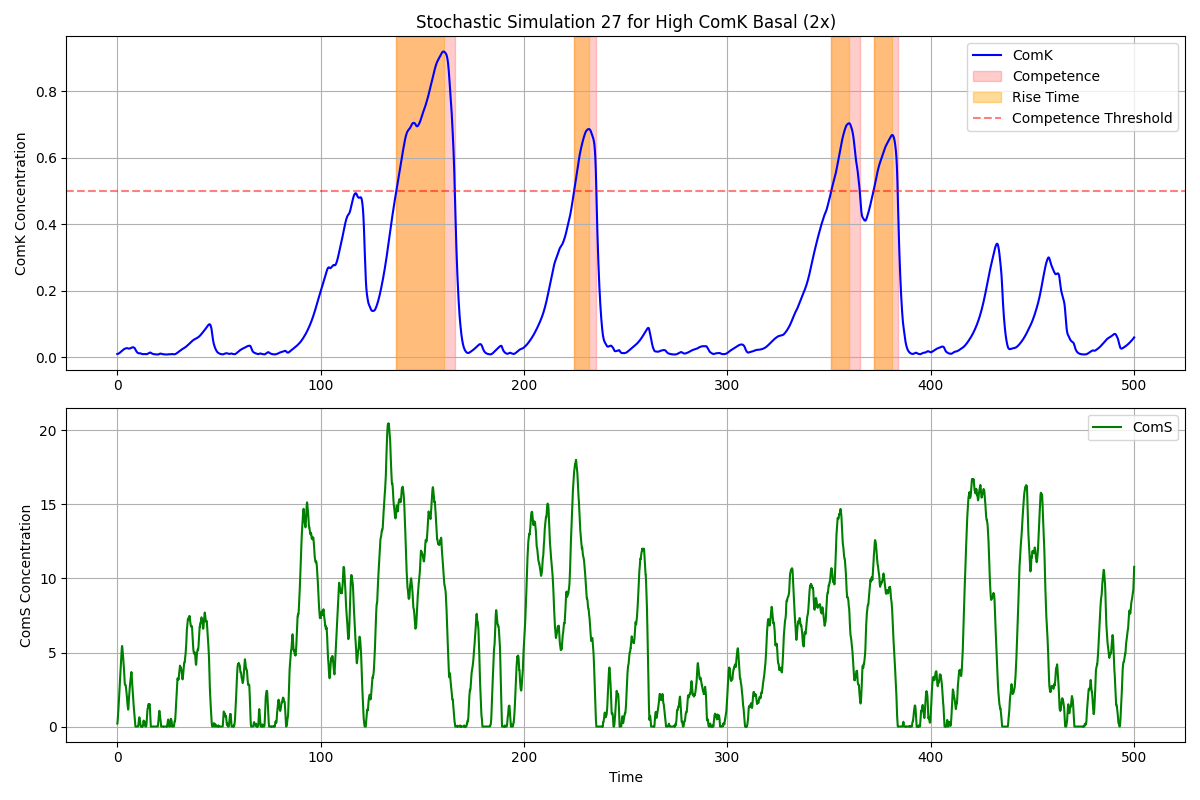 Stochastic Simulation 27 for High ComK Basal (2x)
ComK Concentration
0.8
0.6
0.4
0.2
0.0
ComK
Competence
Rise Time
Competence Threshold
0 100 200 300 400 500
ComS Concentration
20
15
10
5
0
ComS
0 100 200 300 400 500
Time